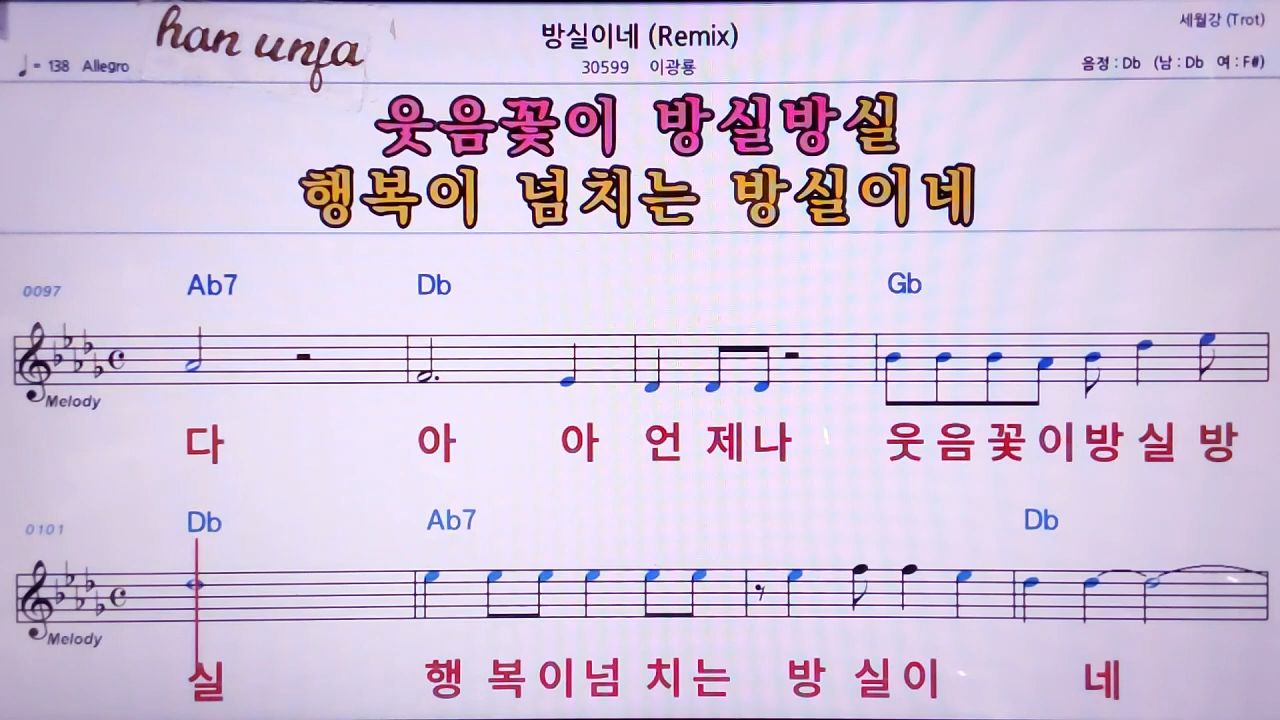 han unja
방실이네 (Remix)
세월강 (Trot)
♩= 138 Allegro
30599 이광룡
음정 : Db (남 : Db 여 : F#)
웃음꽃이 방실방실
행복이 넘치는 방실이네
0097 Ab7 Db Gb
Melody
다 아 아 언 제 나 웃 음 꽃 이 방 실 방
0101 Db Ab7 Db
Melody
실 행 복 이 넘 치 는 방 실 이 네